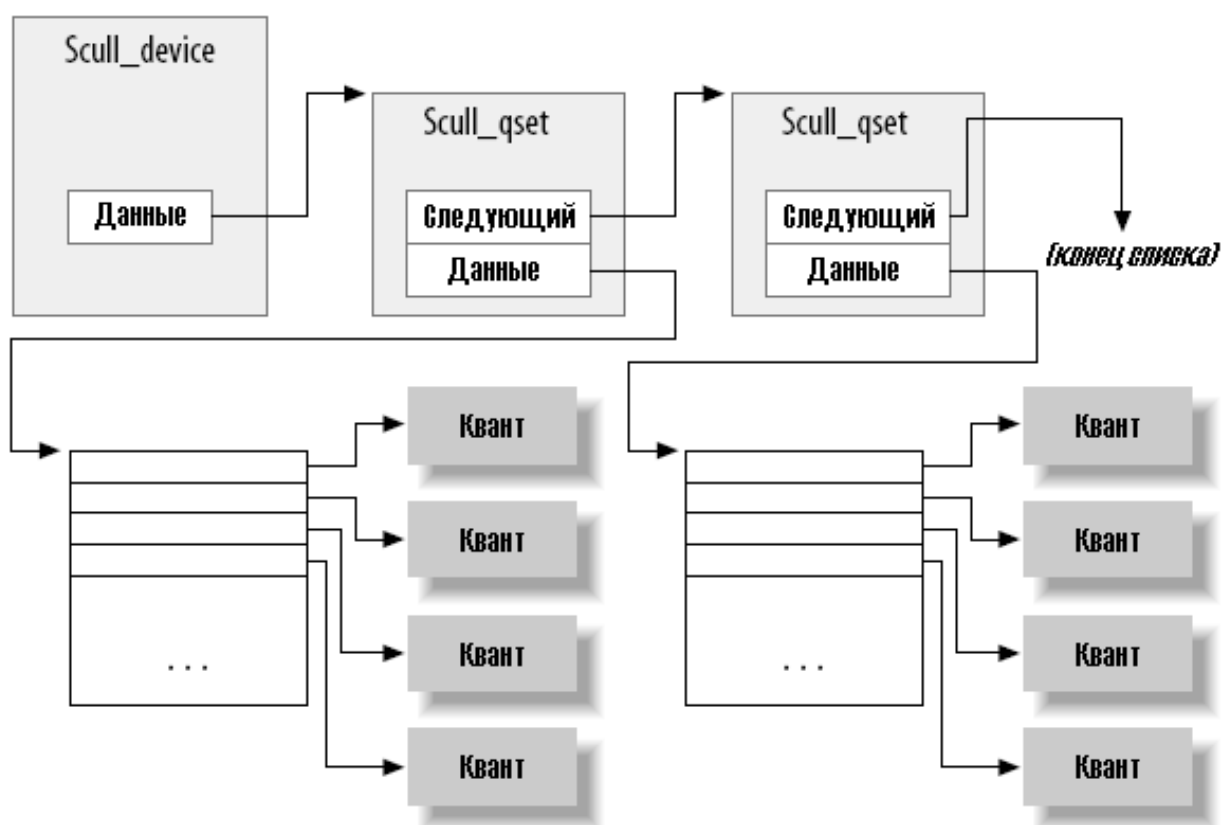 Scull_device
Scull_qset
Scull_qset
Данные
Следующий
Следующий
Данные
Данные
(конец списка)
Квант
Квант
Квант
Квант
Квант
Квант
. . .
. . .
Квант
Квант